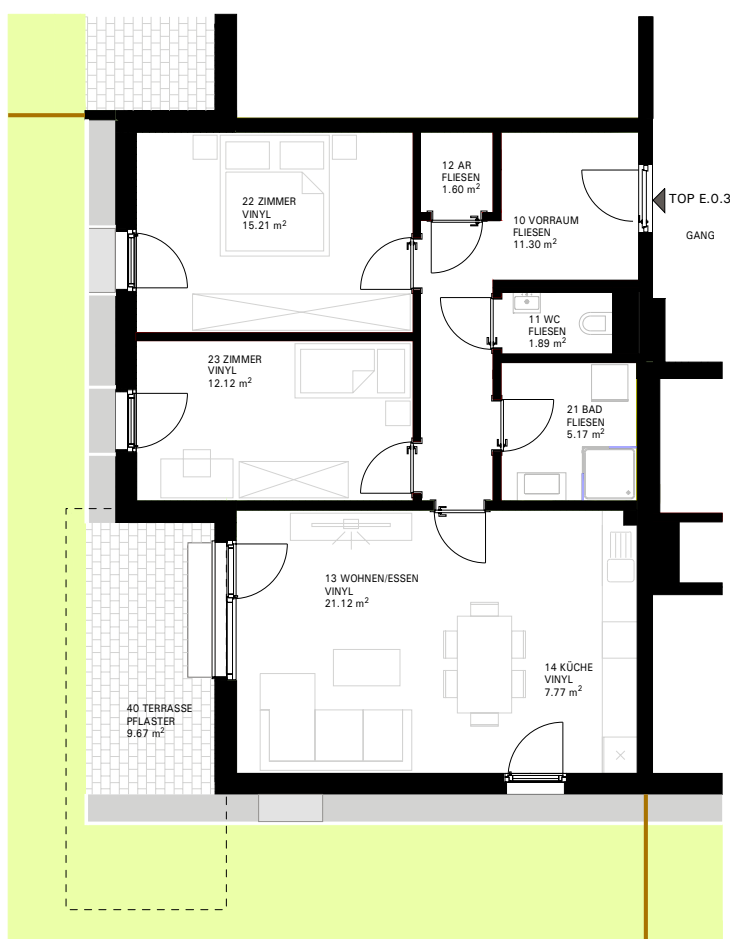 12 AR
FLIESEN
1.60 m²
22 ZIMMER
VINYL
15.21 m²
10 VORRAUM
FLIESEN
11.30 m²
TOP E.0.3
GANG
11 WC
FLIESEN
1.89 m²
23 ZIMMER
VINYL
12.12 m²
21 BAD
FLIESEN
5.17 m²
13 WOHNEN/ESSEN
VINYL
21.12 m²
14 KÜCHE
VINYL
7.77 m²
40 TERRASSE
PFLASTER
9.67 m²